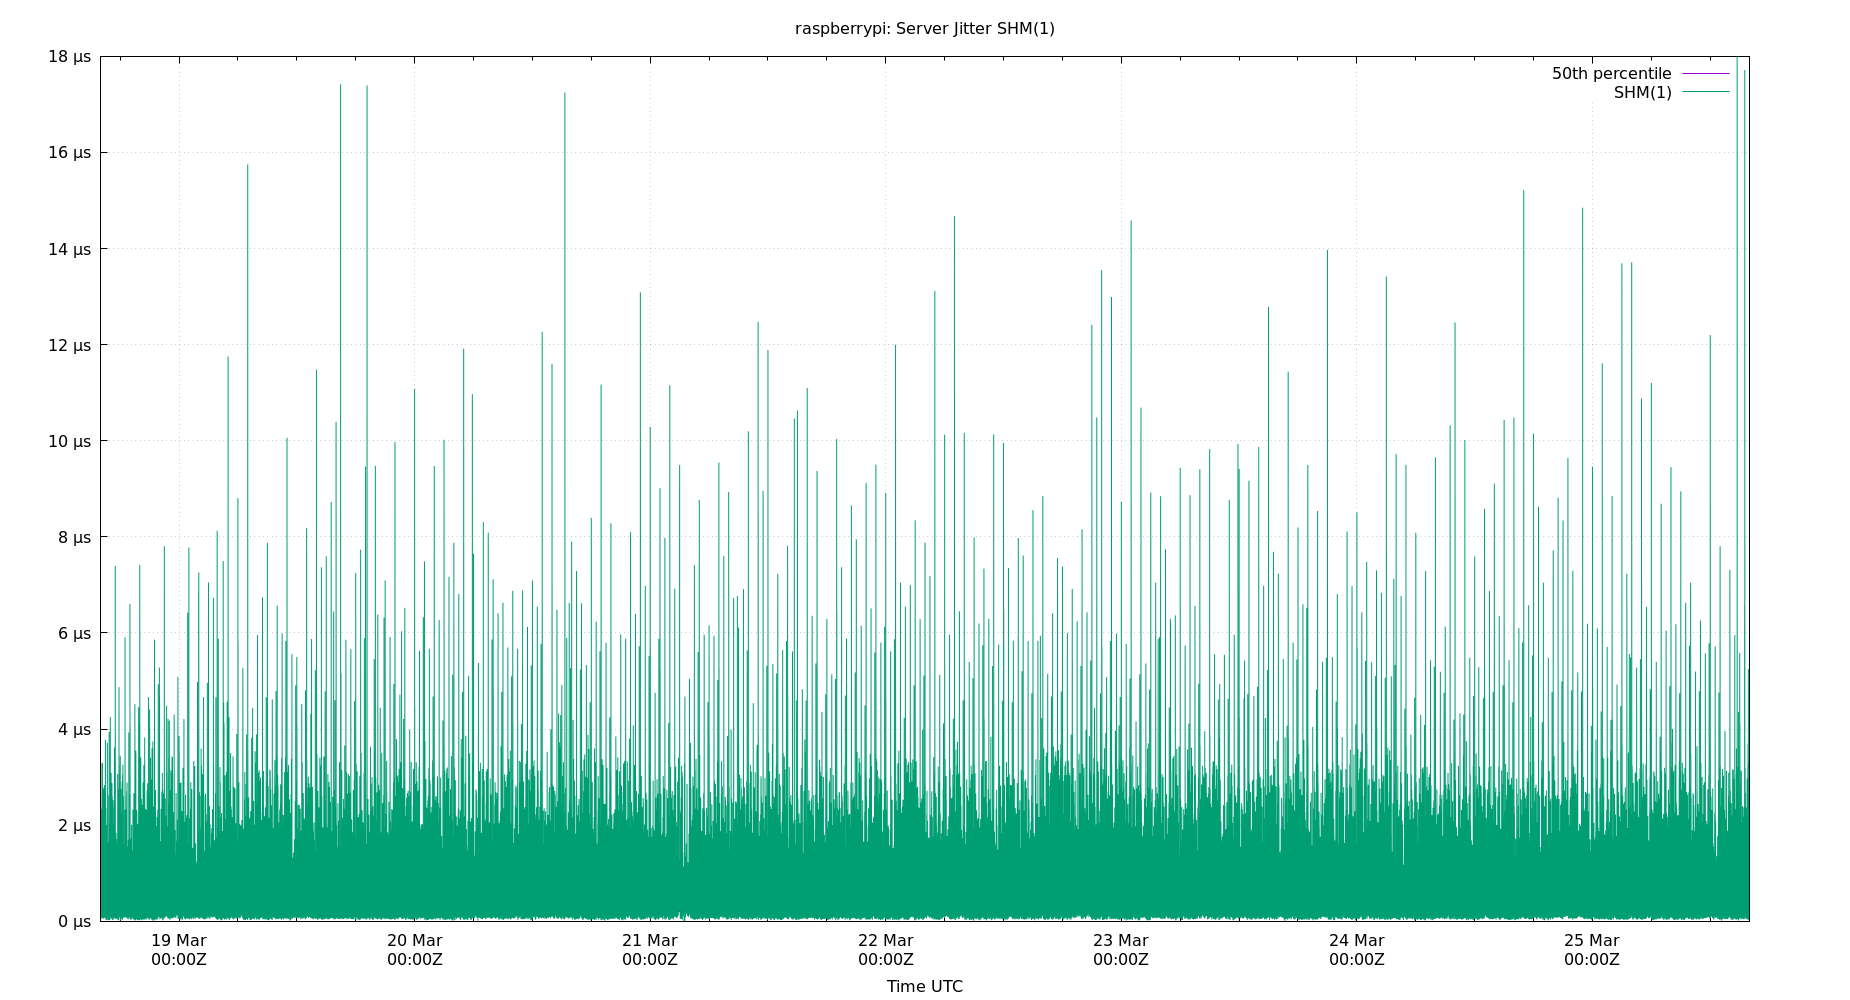 raspberrypi: Server Jitter SHM(1)
50th percentile
SHM(1)
18 µs
16 µs
14 µs
12 µs
10 µs
8 µs
6 µs
4 µs
2 µs
0 µs
19 Mar 20 Mar 21 Mar 22 Mar 23 Mar 24 Mar 25 Mar
00:00Z 00:00Z 00:00Z 00:00Z 00:00Z 00:00Z 00:00Z
Time UTC